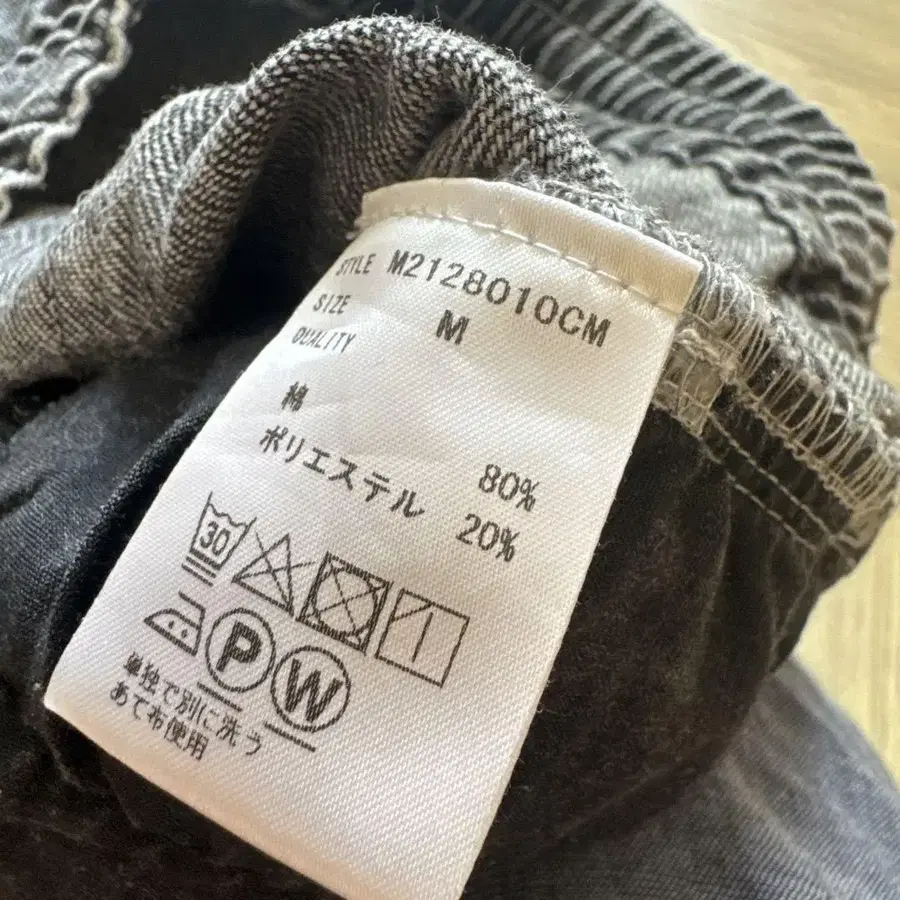 STYLE M2128010CM
SIZE M
QUALITY
綿 80%
ポリエステル 20%
30
P W
単独で別に洗う
あて布使用